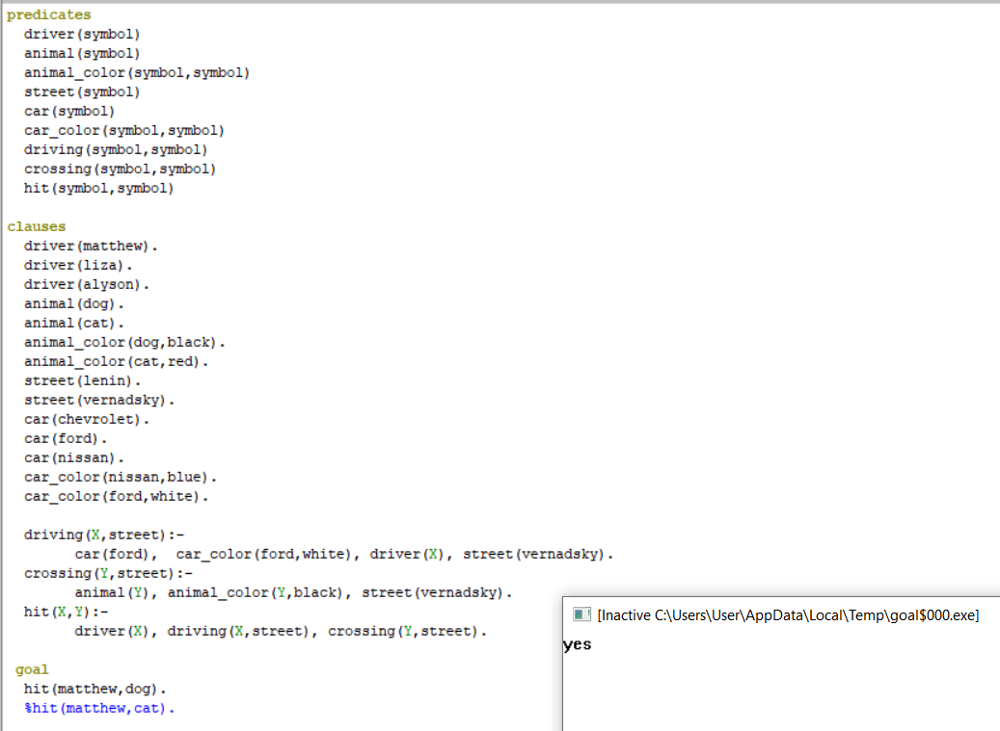 predicates
driver(symbol)
animal(symbol)
animal_color(symbol,symbol)
street(symbol)
car(symbol)
car_color(symbol,symbol)
driving(symbol,symbol)
crossing(symbol,symbol)
hit(symbol,symbol)
clauses
driver(matthew).
driver(liza).
driver(alyson).
animal(dog).
animal(cat).
animal_color(dog,black).
animal_color(cat,red).
street(lenin).
street(vernadsky).
car(chevrolet).
car(ford).
car(nissan).
car_color(nissan,blue).
car_color(ford,white).
driving(X,street):-
car(ford), car_color(ford,white), driver(X), street(vernadsky).
crossing(Y,street):-
animal(Y), animal_color(Y,black), street(vernadsky).
hit(X,Y):-
driver(X), driving(X,street), crossing(Y,street).
goal
hit(matthew,dog).
%hit(matthew,cat).
[Inactive C:\Users\User\AppData\Local\Temp\goal$000.exe]
yes